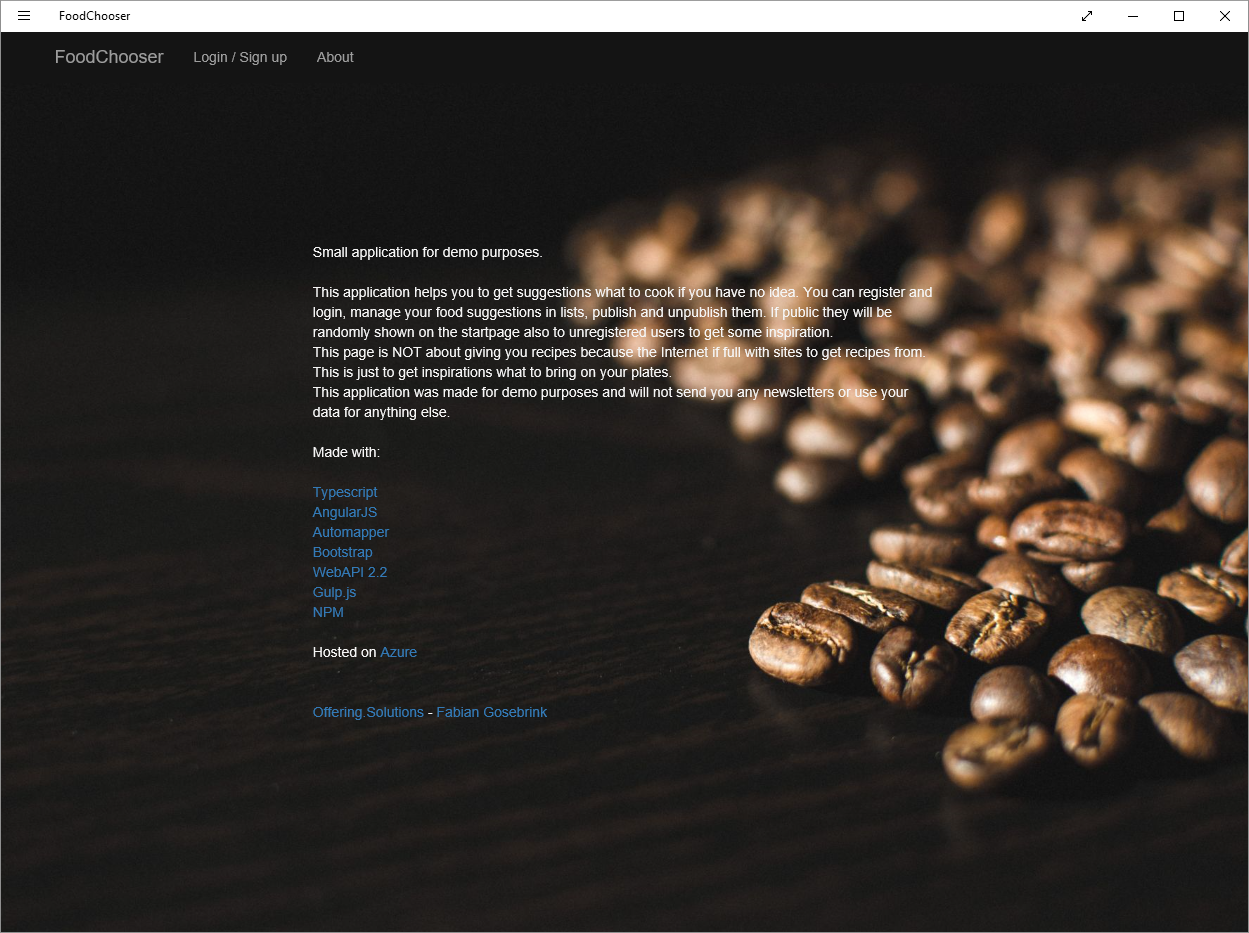 FoodChooser
FoodChooser Login / Sign up About
Small application for demo purposes.
This application helps you to get suggestions what to cook if you have no idea. You can register and
login, manage your food suggestions in lists, publish and unpublish them. If public they will be
randomly shown on the startpage also to unregistered users to get some inspiration.
This page is NOT about giving you recipes because the Internet if full with sites to get recipes from.
This is just to get inspirations what to bring on your plates.
This application was made for demo purposes and will not send you any newsletters or use your
data for anything else.
Made with:
Typescript
AngularJS
Automapper
Bootstrap
WebAPI 2.2
Gulp.js
NPM
Hosted on Azure
Offering.Solutions - Fabian Gosebrink